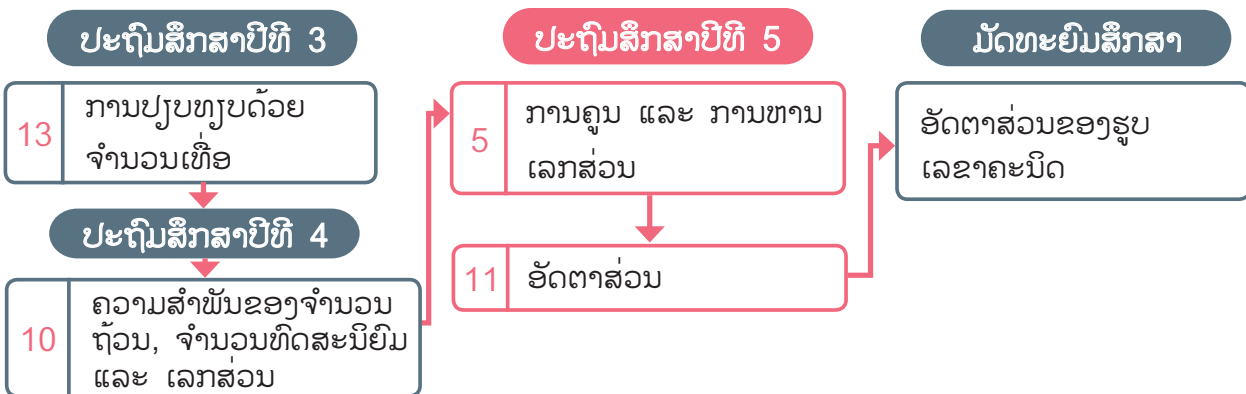 ປະຖົມສຶກສາປີທີ 3
13
ການປຽບທຽບດ້ວຍ
ຈຳນວນເທື່ອ
ປະຖົມສຶກສາປີທີ 4
10
ຄວາມສຳພັນຂອງຈຳນວນ
ຖ້ວນ, ຈຳນວນທົດສະນິຍົມ
ແລະ ເລກສ່ວນ
ປະຖົມສຶກສາປີທີ 5
5
ການຄູນ ແລະ ການຫານ
ເລກສ່ວນ
11
ອັດຕາສ່ວນ
ມັດທະຍົມສຶກສາ
ອັດຕາສ່ວນຂອງຮູບ
ເລຂາຄະນິດ